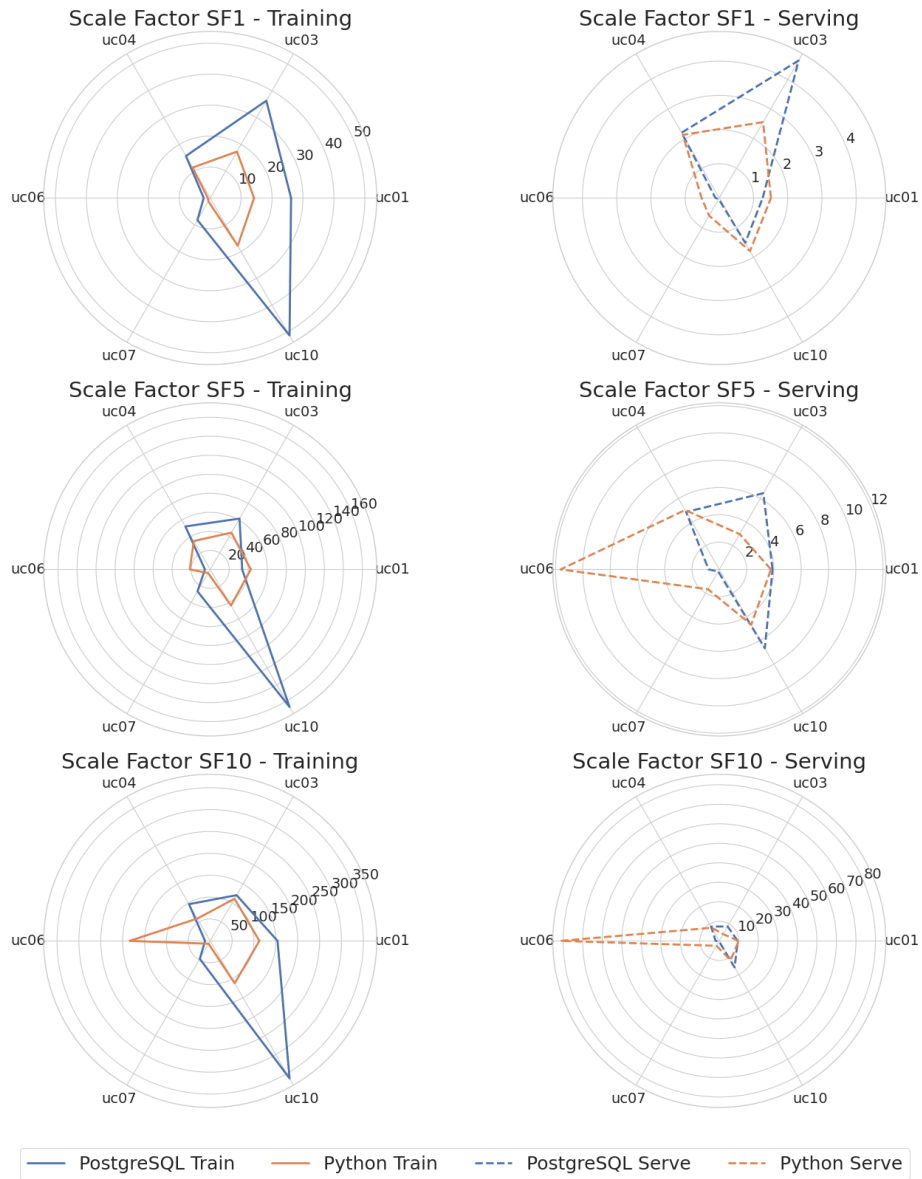 Scale Factor SF1 - Training
uc04
uc03
50
40
30
20
10
uc06
uc01
uc07
uc10
Scale Factor SF1 - Serving
uc04
uc03
4
3
2
1
uc06
uc01
uc07
uc10
Scale Factor SF5 - Training
uc04
uc03
160
140
120
100
80
60
40
20
uc06
uc01
uc07
uc10
Scale Factor SF5 - Serving
uc04
uc03
12
10
8
6
4
2
uc06
uc01
uc07
uc10
Scale Factor SF10 - Training
uc04
uc03
350
300
250
200
150
100
50
uc06
uc01
uc07
uc10
Scale Factor SF10 - Serving
uc04
uc03
80
70
60
50
40
30
20
10
uc06
uc01
uc07
uc10
PostgreSQL Train
Python Train
PostgreSQL Serve
Python Serve